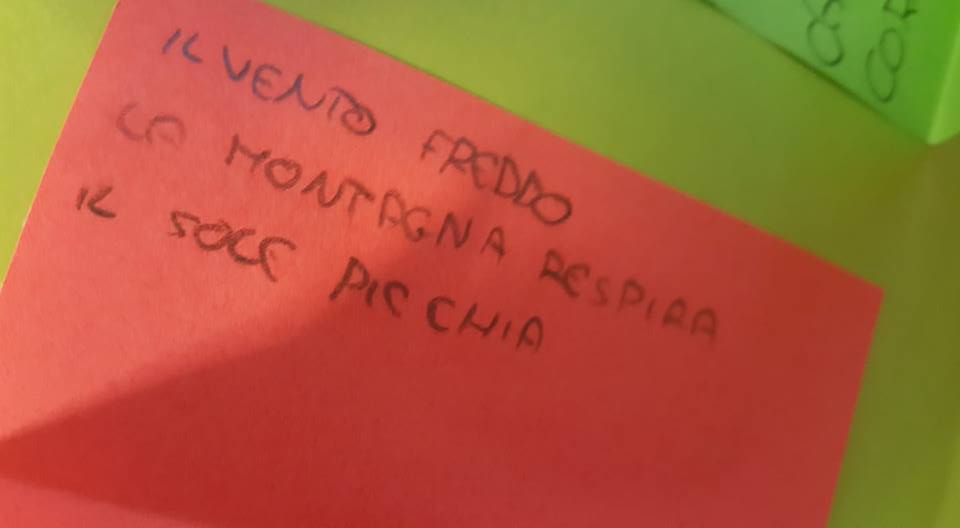 IL VENTO FREDDO
LA MONTAGNA RESPIRA
IL SOLE PICCHIA